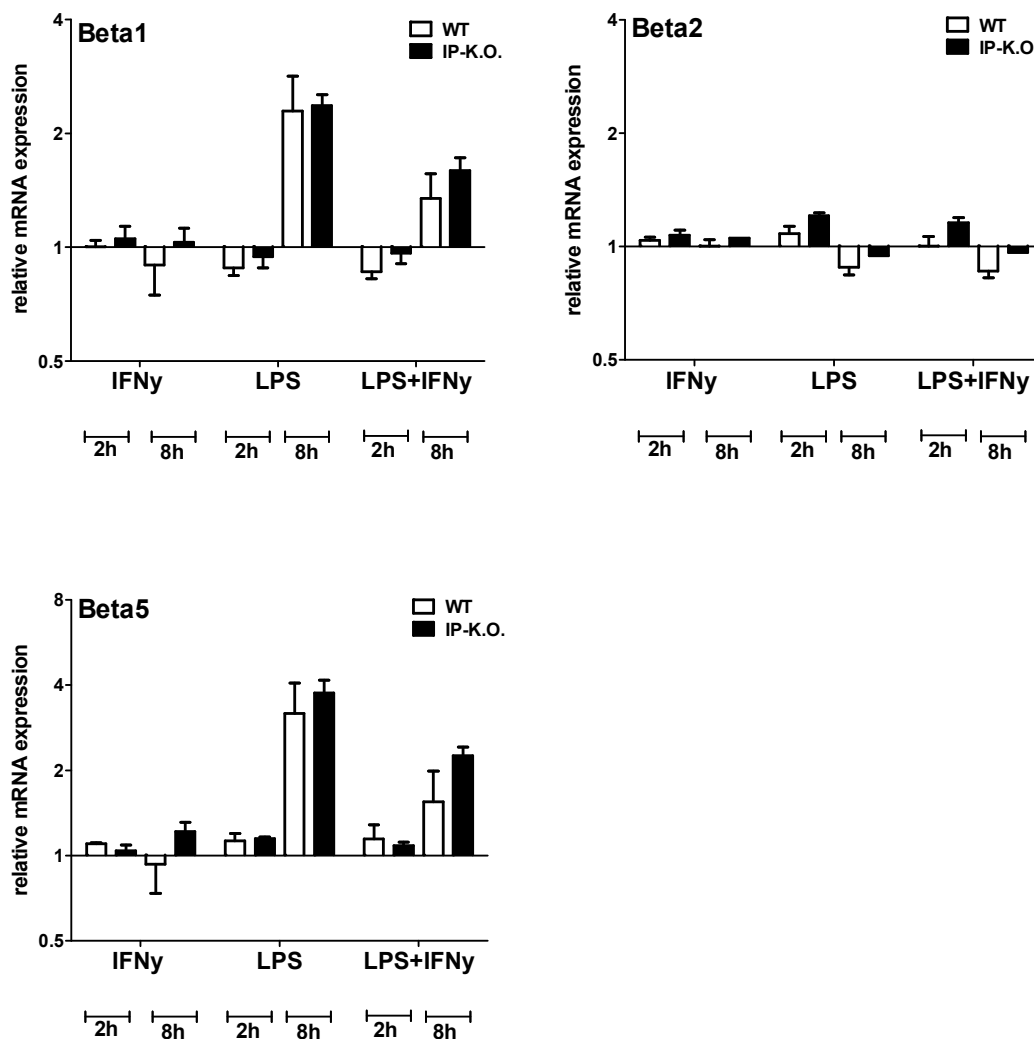 Beta1
WT
IP-K.O.
relative mRNA expression
4
2
1
0.5
IFNy LPS LPS+IFNy
2h 8h 2h 8h 2h 8h
Beta2
WT
IP-K.O
relative mRNA expression
4
2
1
0.5
IFNy LPS LPS+IFNy
2h 8h 2h 8h 2h 8h
Beta5
WT
IP-K.O.
relative mRNA expression
8
4
2
1
0.5
IFNy LPS LPS+IFNy
2h 8h 2h 8h 2h 8h